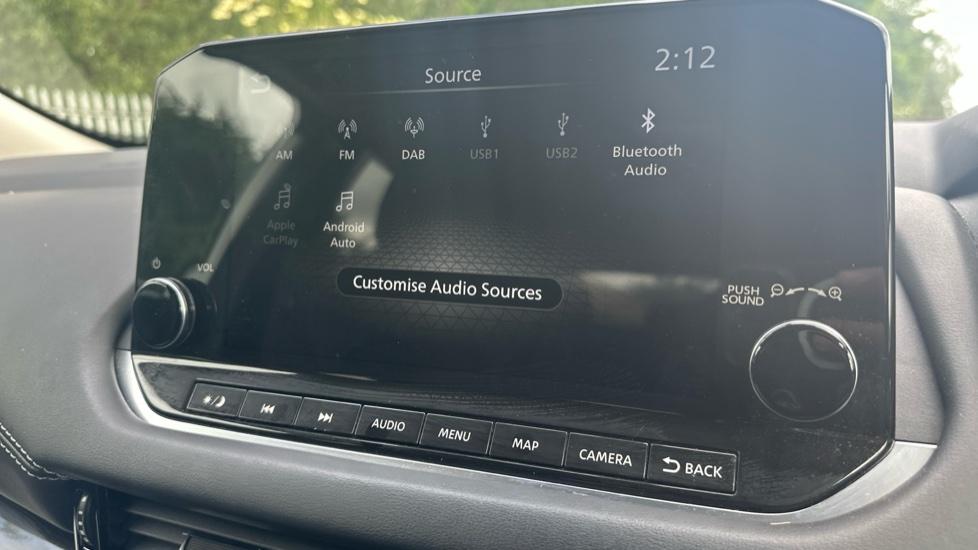 Source
2:12
AM
FM
DAB
USB1
USB2
Bluetooth
Audio
Apple
CarPlay
Android
Auto
Customise Audio Sources
VOL
PUSH
SOUND
AUDIO
MENU
MAP
CAMERA
BACK